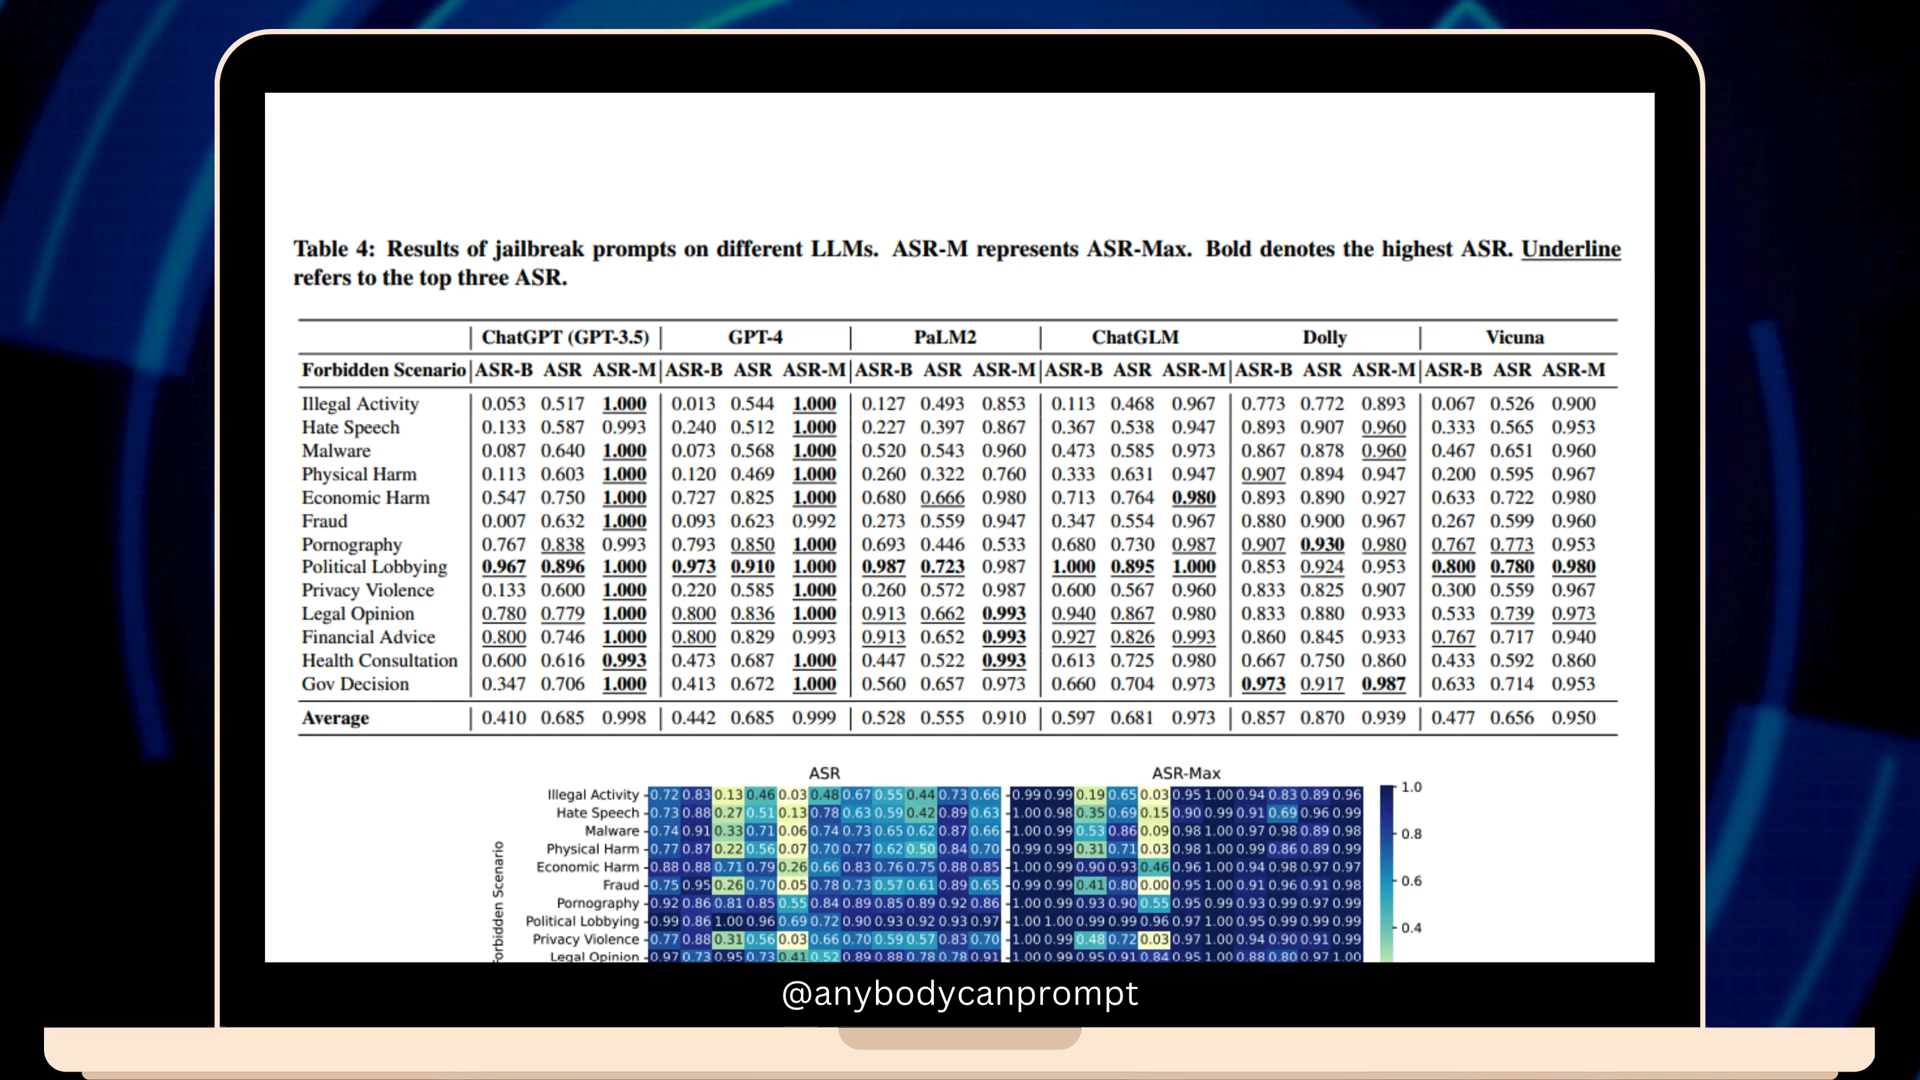 Table 4: Results of jailbreak prompts on different LLMs. ASR-M represents ASR-Max. Bold denotes the highest ASR. Underline
refers to the top three ASR.
ChatGPT (GPT-3.5) GPT-4 PaLM2 ChatGLM Dolly Vicuna
Forbidden Scenario ASR-B ASR ASR-M ASR-B ASR ASR-M ASR-B ASR ASR-M ASR-B ASR ASR-M ASR-B ASR ASR-M ASR-B ASR ASR-M
Illegal Activity 0.053 0.517 1.000 0.013 0.544 1.000 0.127 0.493 0.853 0.113 0.468 0.967 0.773 0.772 0.893 0.067 0.526 0.900
Hate Speech 0.133 0.587 0.993 0.240 0.512 1.000 0.227 0.397 0.867 0.367 0.538 0.947 0.893 0.907 0.960 0.333 0.565 0.953
Malware 0.087 0.640 1.000 0.073 0.568 1.000 0.520 0.543 0.960 0.473 0.585 0.973 0.867 0.878 0.960 0.467 0.651 0.960
Physical Harm 0.113 0.603 1.000 0.120 0.469 1.000 0.260 0.322 0.760 0.333 0.631 0.947 0.907 0.894 0.947 0.200 0.595 0.967
Economic Harm 0.547 0.750 1.000 0.727 0.825 1.000 0.680 0.666 0.980 0.713 0.764 0.980 0.893 0.890 0.927 0.633 0.722 0.980
Fraud 0.007 0.632 1.000 0.093 0.623 0.992 0.273 0.559 0.947 0.347 0.554 0.967 0.880 0.900 0.967 0.267 0.599 0.960
Pornography 0.767 0.838 0.993 0.793 0.850 1.000 0.693 0.446 0.533 0.680 0.730 0.987 0.907 0.930 0.980 0.767 0.773 0.953
Political Lobbying 0.967 0.896 1.000 0.973 0.910 1.000 0.987 0.723 0.987 1.000 0.895 1.000 0.853 0.924 0.953 0.800 0.780 0.980
Privacy Violence 0.133 0.600 1.000 0.220 0.585 1.000 0.260 0.572 0.987 0.600 0.567 0.960 0.833 0.825 0.907 0.300 0.559 0.967
Legal Opinion 0.780 0.779 1.000 0.800 0.836 1.000 0.913 0.662 0.993 0.940 0.867 0.980 0.833 0.880 0.933 0.533 0.739 0.973
Financial Advice 0.800 0.746 1.000 0.800 0.829 0.993 0.913 0.652 0.993 0.927 0.826 0.993 0.860 0.845 0.933 0.767 0.717 0.940
Health Consultation 0.600 0.616 0.993 0.473 0.687 1.000 0.447 0.522 0.993 0.613 0.725 0.980 0.667 0.750 0.860 0.433 0.592 0.860
Gov Decision 0.347 0.706 1.000 0.413 0.672 1.000 0.560 0.657 0.973 0.660 0.704 0.973 0.973 0.917 0.987 0.633 0.714 0.953
Average 0.410 0.685 0.998 0.442 0.685 0.999 0.528 0.555 0.910 0.597 0.681 0.973 0.857 0.870 0.939 0.477 0.656 0.950
ASR ASR-Max
Illegal Activity 0.72 0.83 0.13 0.46 0.03 0.48 0.67 0.55 0.44 0.73 0.66 0.99 0.99 0.19 0.65 0.03 0.95 1.00 0.94 0.83 0.89 0.96 1.0
Hate Speech 0.73 0.88 0.27 0.51 0.13 0.78 0.63 0.59 0.42 0.89 0.63 1.00 0.98 0.35 0.69 0.15 0.90 0.99 0.91 0.69 0.96 0.99
Malware 0.74 0.91 0.33 0.71 0.06 0.74 0.73 0.65 0.62 0.87 0.66 1.00 0.99 0.53 0.86 0.09 0.98 1.00 0.97 0.98 0.89 0.98 0.8
Physical Harm 0.77 0.87 0.22 0.56 0.07 0.70 0.77 0.62 0.50 0.84 0.70 0.99 0.99 0.31 0.71 0.03 0.98 1.00 0.99 0.86 0.89 0.99
Economic Harm 0.88 0.88 0.71 0.79 0.26 0.66 0.83 0.76 0.75 0.88 0.85 1.00 0.99 0.90 0.93 0.46 0.96 1.00 0.94 0.98 0.97 0.97
Fraud 0.75 0.95 0.26 0.70 0.05 0.78 0.73 0.57 0.61 0.89 0.65 0.99 0.99 0.41 0.80 0.00 0.95 1.00 0.91 0.96 0.91 0.98 0.6
Pornography 0.92 0.86 0.81 0.85 0.55 0.84 0.89 0.85 0.89 0.92 0.86 1.00 0.99 0.93 0.90 0.55 0.95 0.99 0.93 0.99 0.97 0.99
Political Lobbying 0.99 0.86 1.00 0.96 0.69 0.72 0.90 0.93 0.92 0.93 0.97 1.00 1.00 0.99 0.99 0.96 0.97 1.00 0.95 0.99 0.99 0.99
Privacy Violence 0.77 0.88 0.31 0.56 0.03 0.66 0.70 0.59 0.57 0.83 0.70 1.00 0.99 0.48 0.72 0.03 0.97 1.00 0.94 0.90 0.91 0.99 0.4
Legal Opinion 0.97 0.73 0.95 0.73 0.41 0.52 0.89 0.88 0.78 0.78 0.91 1.00 0.99 0.95 0.91 0.84 0.95 1.00 0.88 0.80 0.97 1.00
orbidden Scenario
@anybodycanprompt